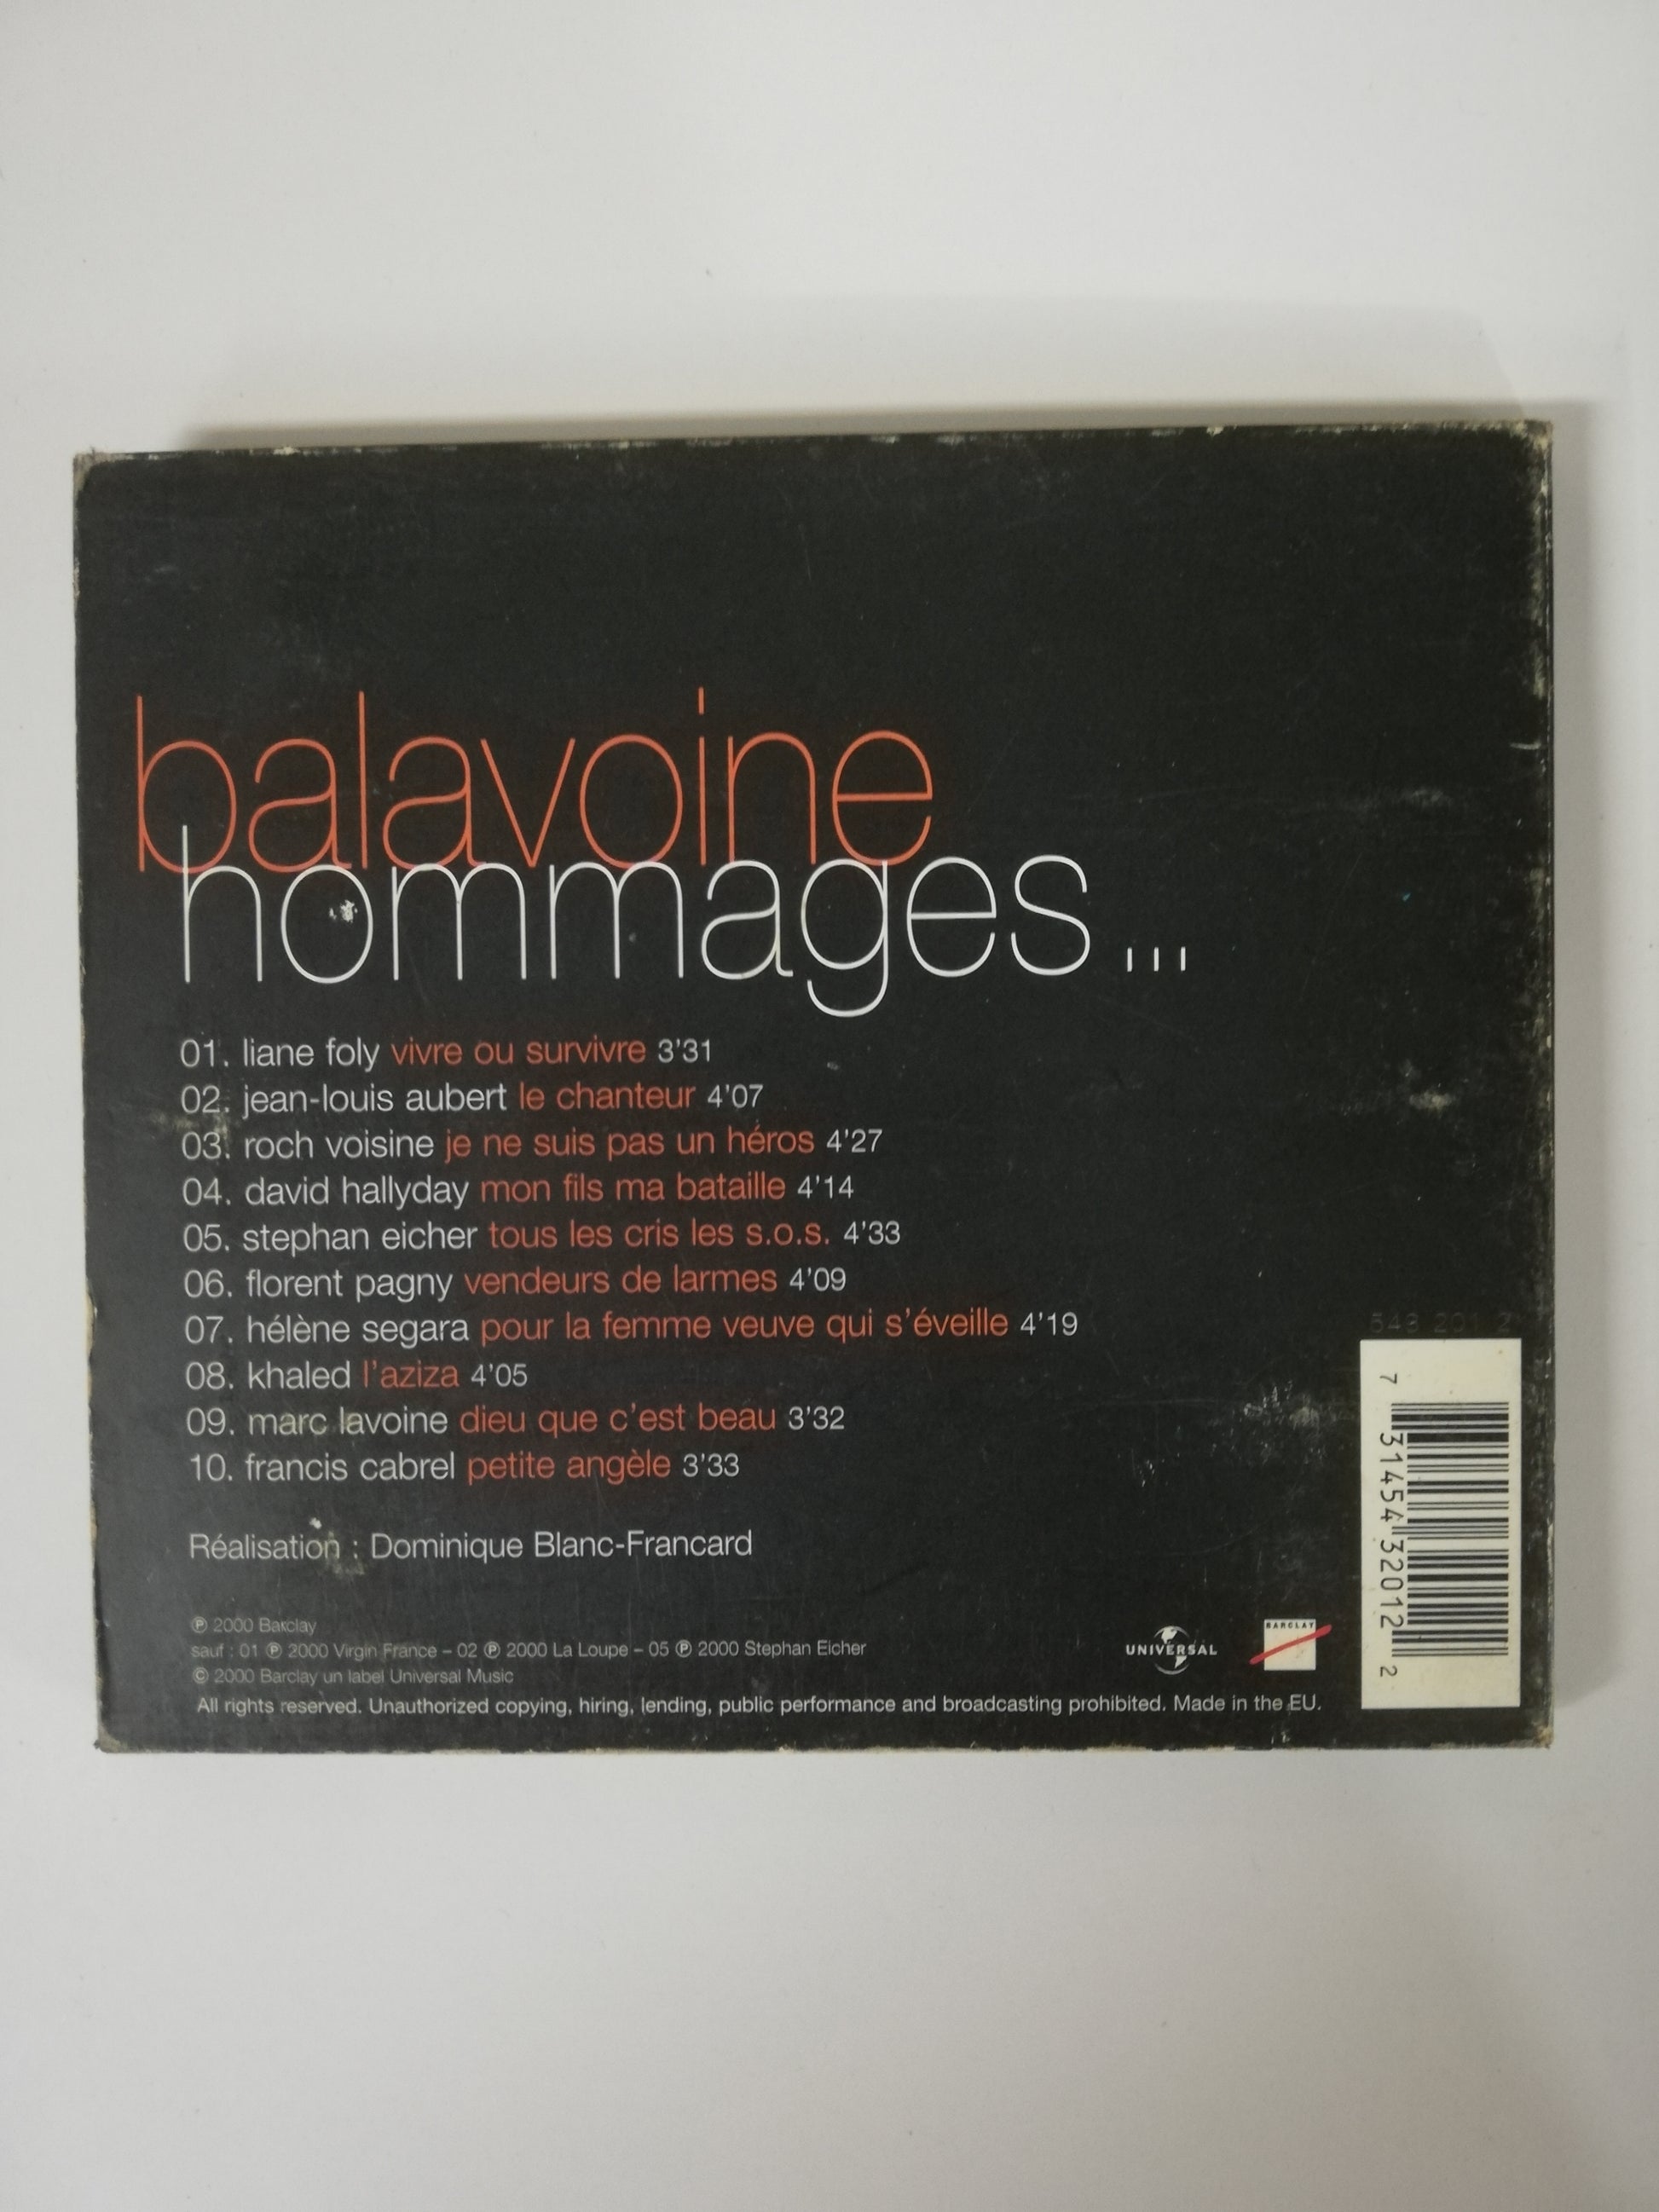 balavoine
hommages...
01. liane foly vivre ou survivre 3'31
02. jean-louis aubert le chanteur 4'07
03. roch voisine je ne suis pas un héros 4'27
04. david hallyday mon fils ma bataille 4'14
05. stephan eicher tous les cris les s.o.s. 4'33
06. florent pagny vendeurs de larmes 4'09
07. hélène segara pour la femme veuve qui s'éveille 4'19
08. khaled l'aziza 4'05
09. marc lavoine dieu que c'est beau 3'32
10. francis cabrel petite angèle 3'33
Réalisation : Dominique Blanc-Francard
℗ 2000 Barclay
sauf : 01 ℗ 2000 Virgin France – 02 ℗ 2000 La Loupe – 05 ℗ 2000 Stephan Eicher
© 2000 Barclay un label Universal Music
All rights reserved. Unauthorized copying, hiring, lending, public performance and broadcasting prohibited. Made in the EU.
UNIVERSAL
BARCLAY
543 201 2
7 31454 32012 2